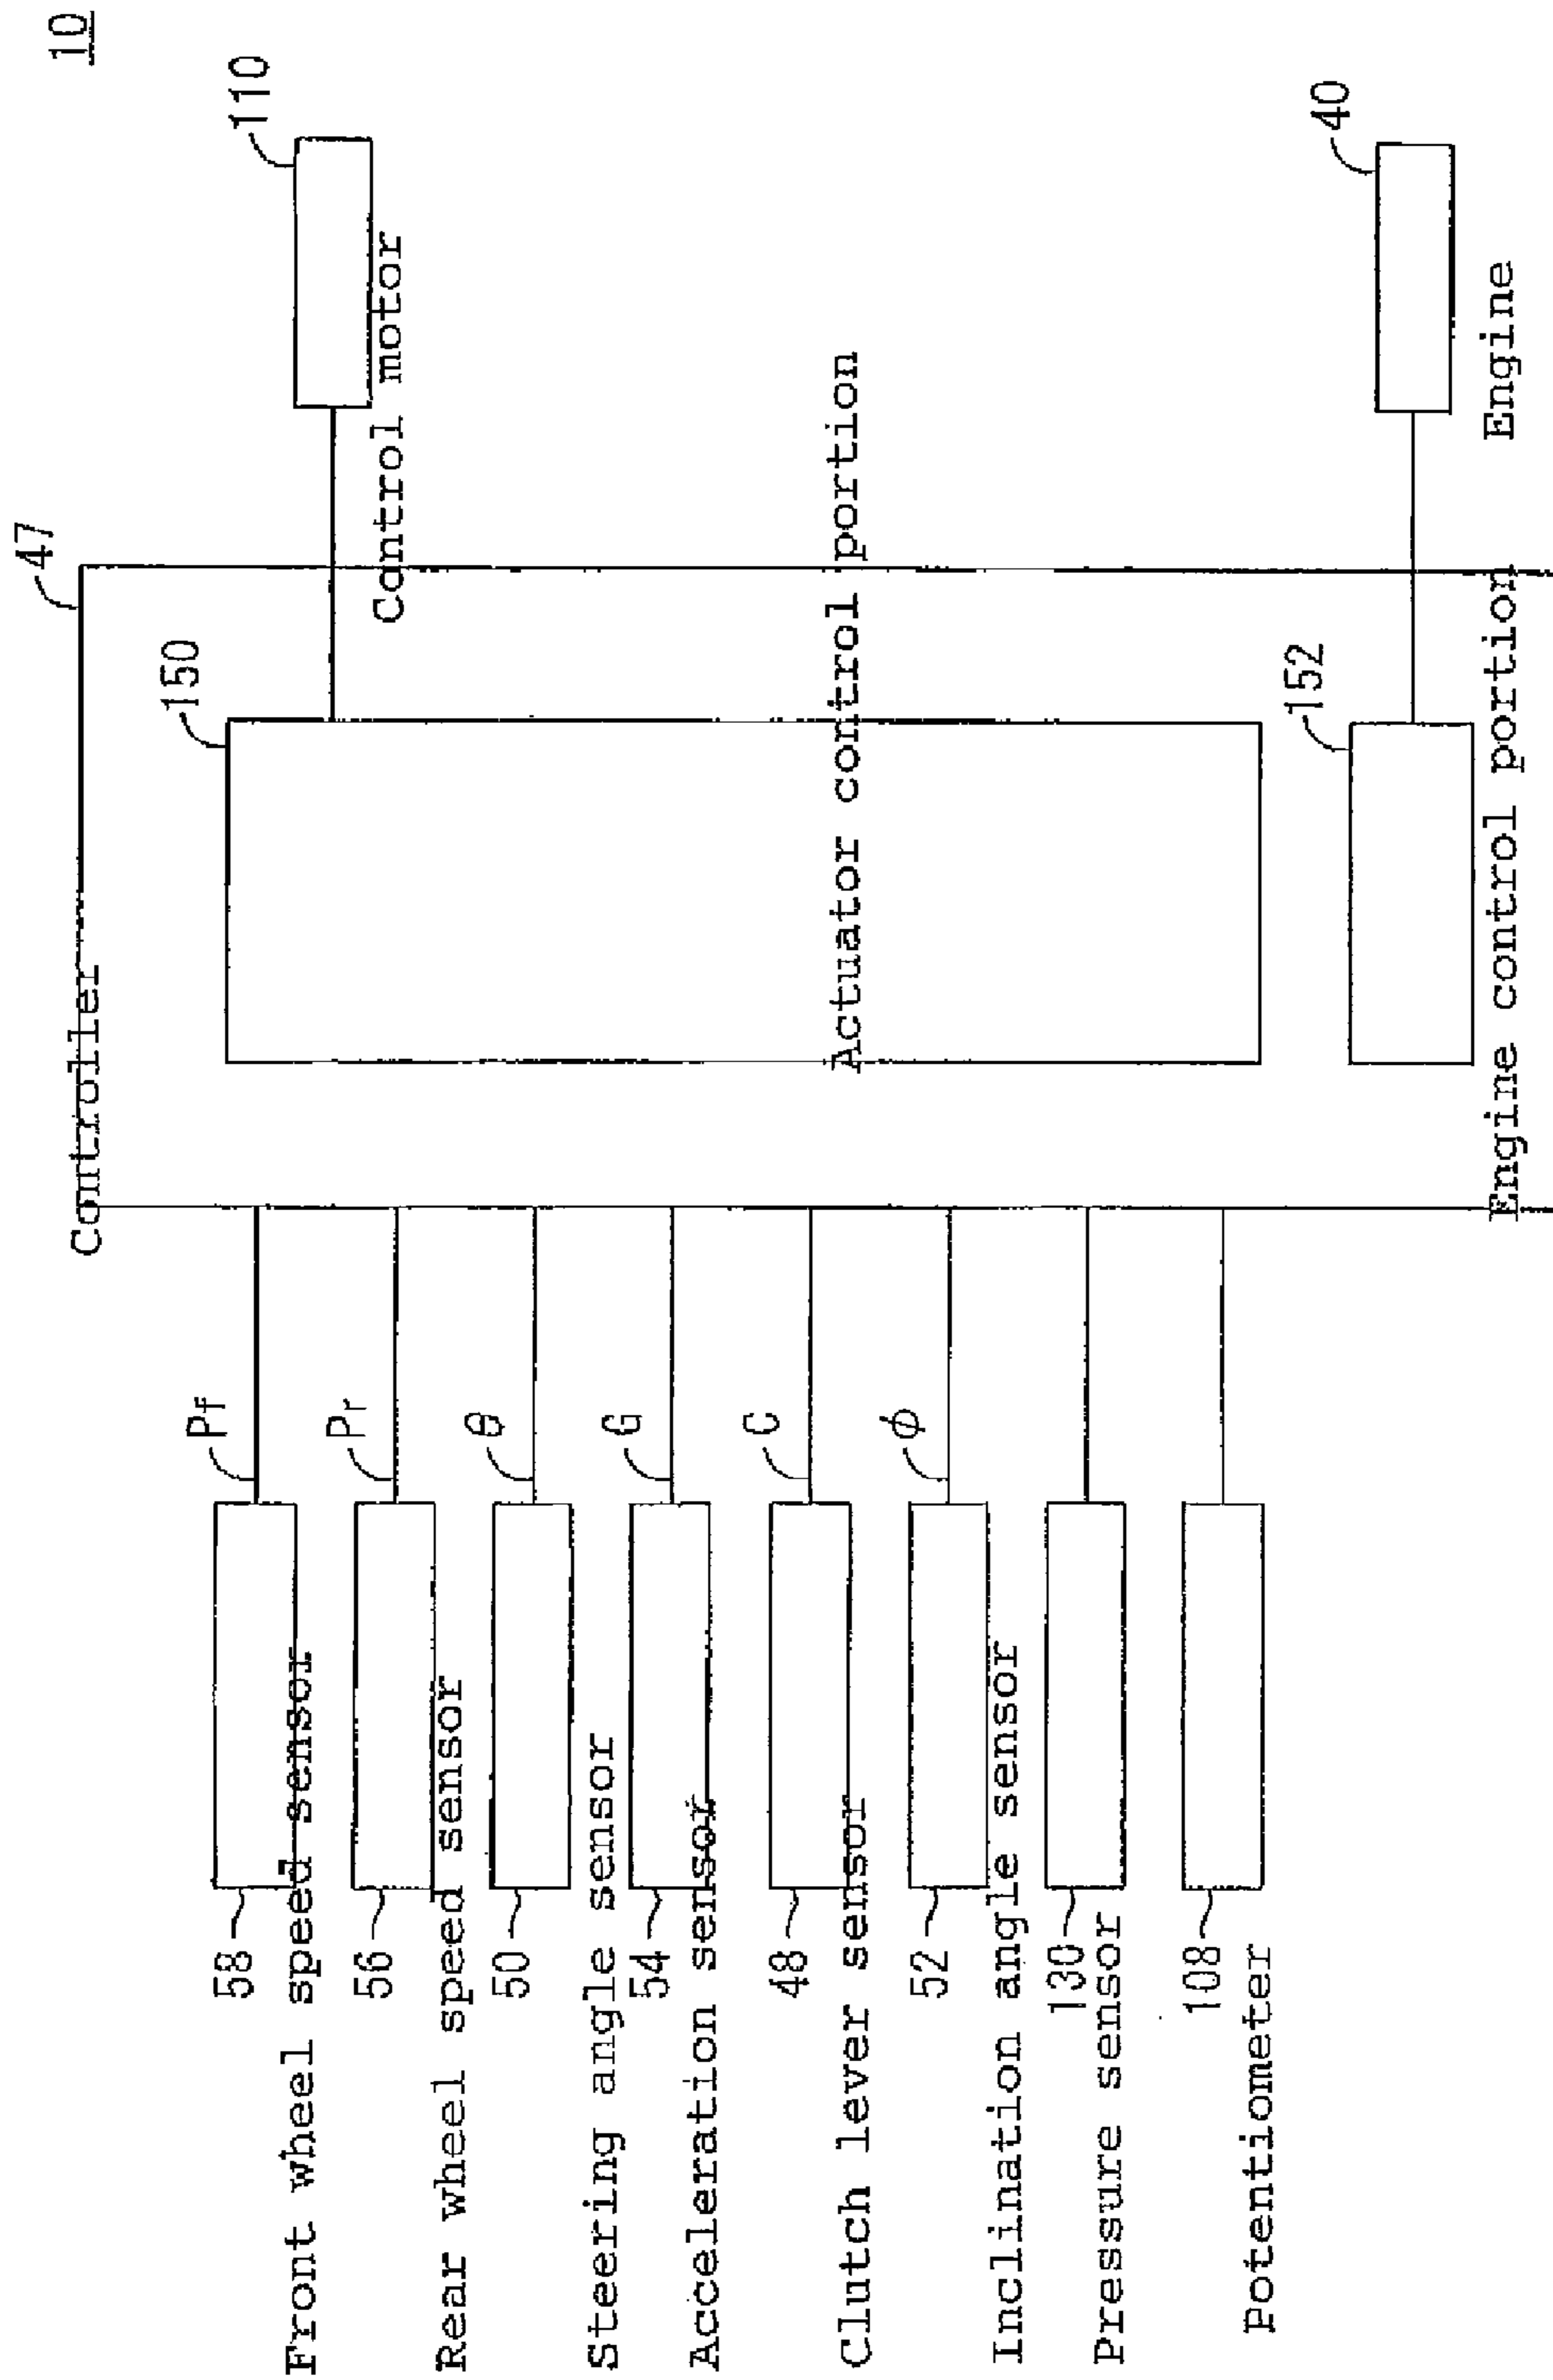 10
47
Controller
150
110
Control motor
Pf
58
Front wheel speed sensor
Pr
56
Rear wheel speed sensor
θ
50
Steering angle sensor
G
54
Acceleration sensor
C
48
Clutch lever sensor
Actuator control portion
φ
52
Inclination angle sensor
130
Pressure sensor
108
Potentiometer
152
40
Engine control portion
Engine